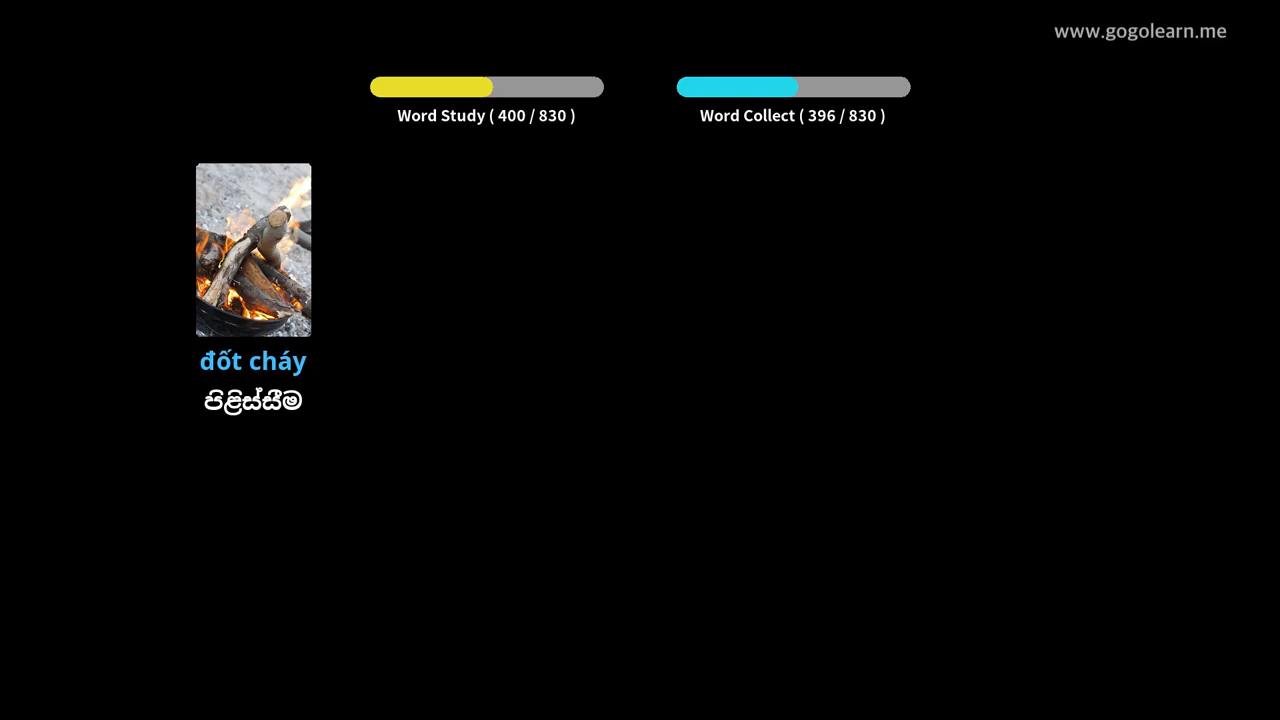 www.gogolearn.me
Word Study ( 400 / 830 )
Word Collect ( 396 / 830 )
đốt cháy
පිළිස්සීම